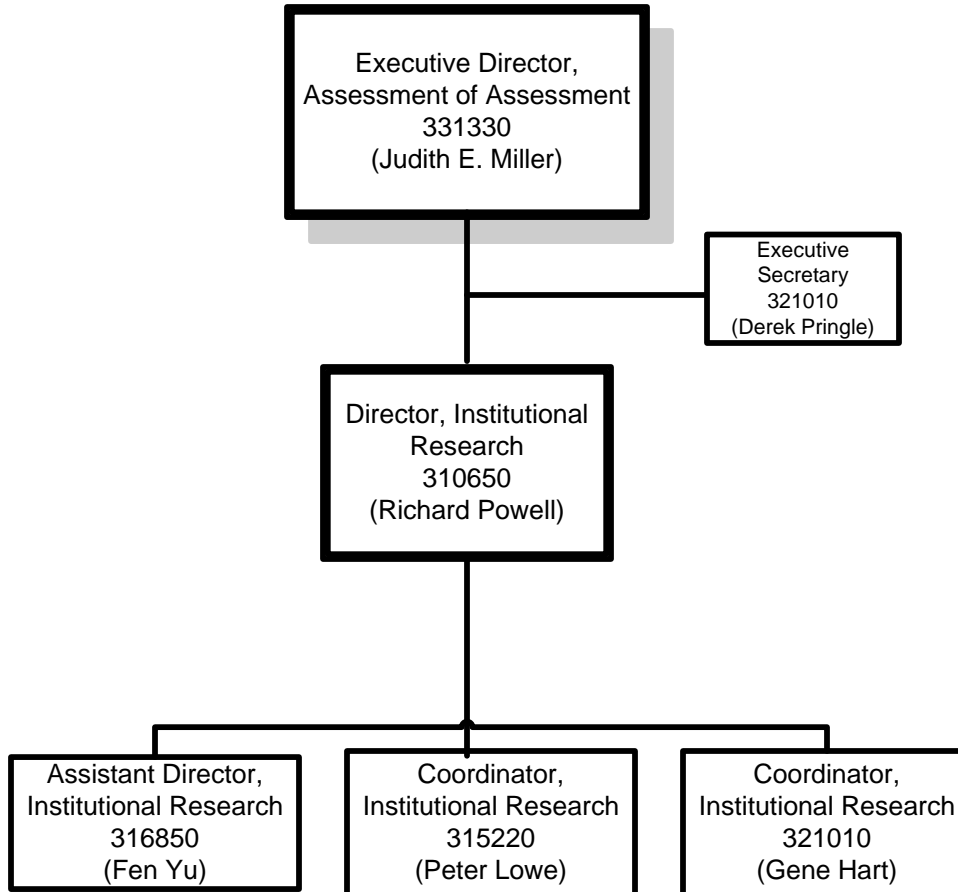 Executive Director,
Assessment of Assessment
331330
(Judith E. Miller)
Executive
Secretary
321010
(Derek Pringle)
Director, Institutional
Research
310650
(Richard Powell)
Assistant Director,
Institutional Research
316850
(Fen Yu)
Coordinator,
Institutional Research
315220
(Peter Lowe)
Coordinator,
Institutional Research
321010
(Gene Hart)